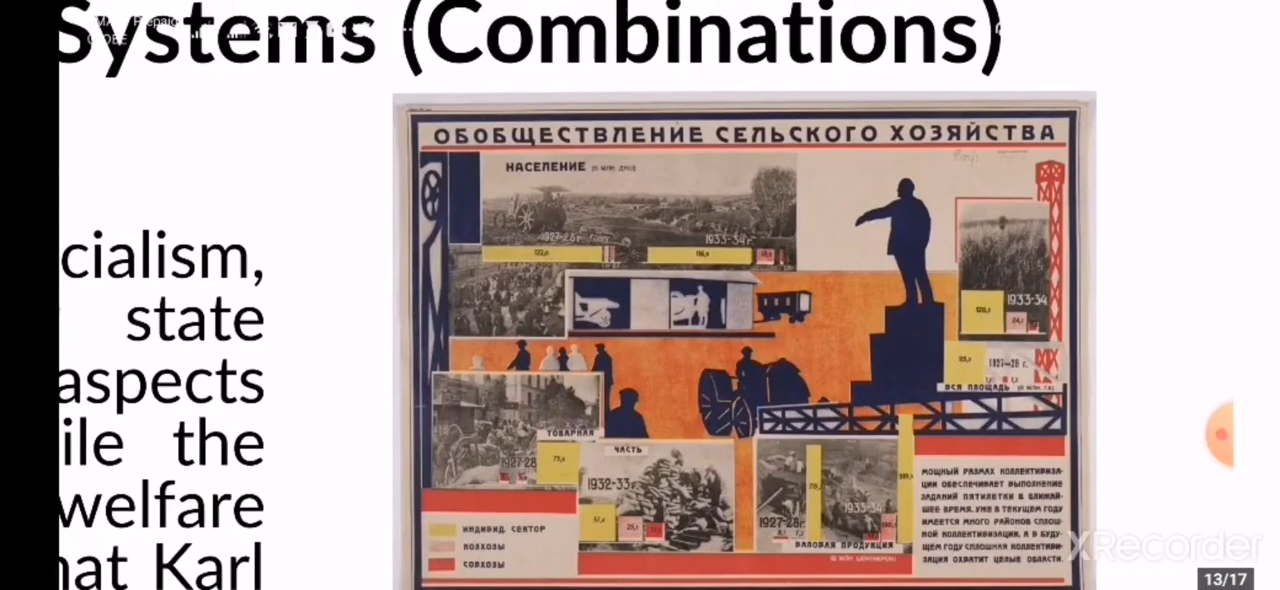 Systems (Combinations)
ОБОБЩЕСТВЛЕНИЕ СЕЛЬСКОГО ХОЗЯЙСТВА
НАСЕЛЕНИЕ
1927-28 г.
1933-34 г.
1933-34
1927-28 г.
ВСЯ ПЛОЩАДЬ
ТОВАРНАЯ
ЧАСТЬ
1927-28
1932-33 г.
1927-28 г.
1933-34
ВАЛОВАЯ ПРОДУКЦИЯ
ИНДИВИД. СЕКТОР
КОЛХОЗЫ
СОВХОЗЫ
МОЩНЫЙ РАЗМАХ КОЛЛЕКТИВИЗА-
ЦИИ ОБЕСПЕЧИВАЕТ ВЫПОЛНЕНИЕ
ЗАДАНИЙ ПЯТИЛЕТКИ В БЛИЖАЙ-
ШЕЕ ВРЕМЯ. УЖЕ В ТЕКУЩЕМ ГОДУ
ИМЕЕТСЯ МНОГО РАЙОНОВ СПЛОШ-
НОЙ КОЛЛЕКТИВИЗАЦИИ, А В БУДУ-
ЩЕМ ГОДУ СПЛОШНАЯ КОЛЛЕКТИВИ-
ЗАЦИЯ ОХВАТИТ ЦЕЛЫЕ ОБЛАСТИ.
cialism,
state
aspects
ile the
welfare
hat Karl
XRecorder
13/17